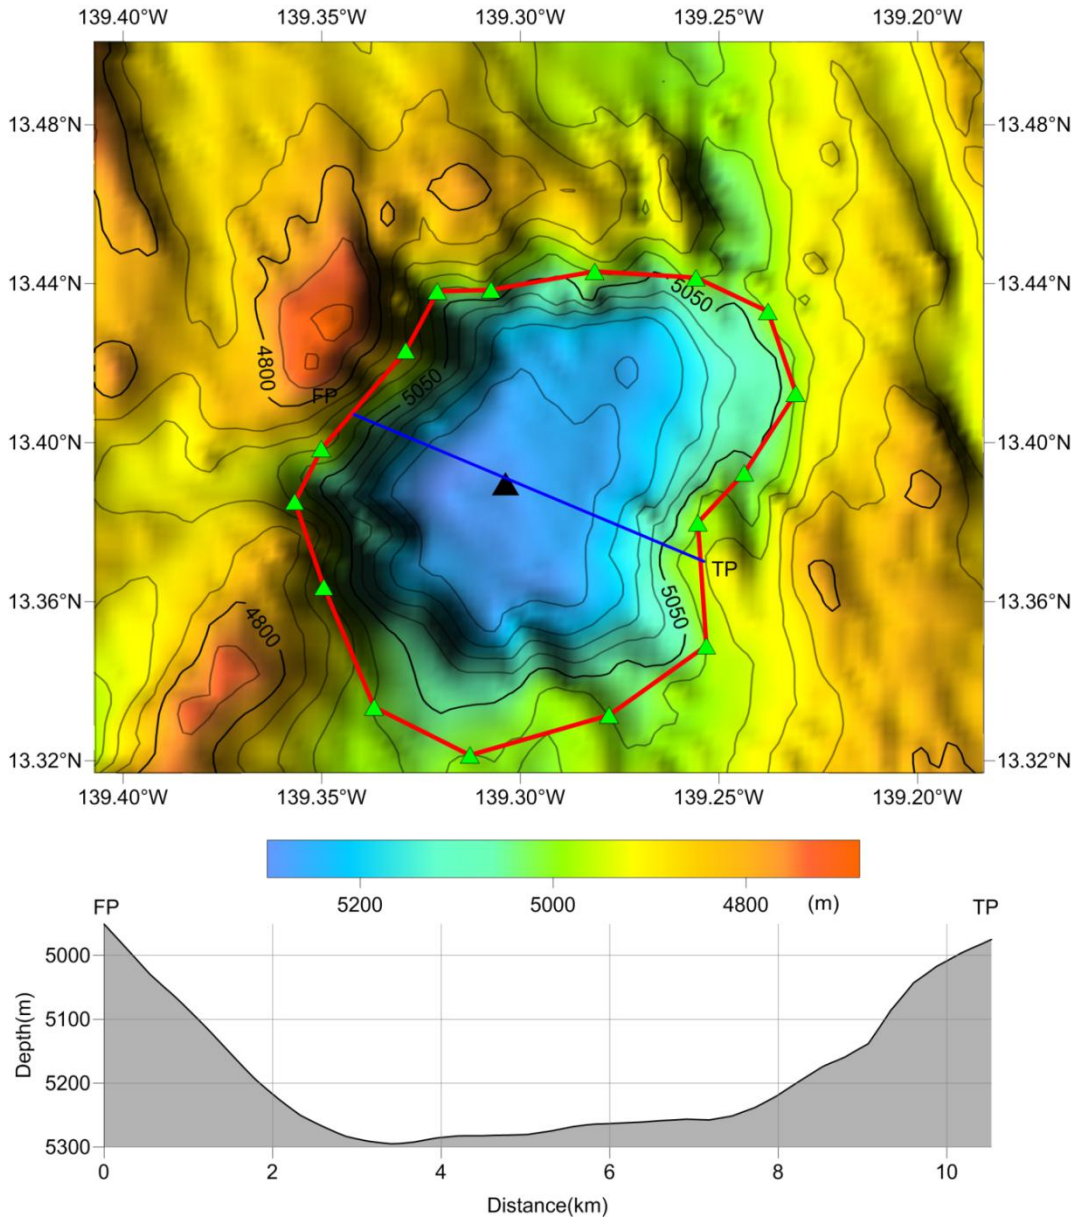 139.40°W 139.35°W 139.30°W 139.25°W 139.20°W
13.48°N 13.48°N
13.44°N 13.44°N
5050
4800
5050
FP
13.40°N 13.40°N
TP
5050
13.36°N 13.36°N
4800
13.32°N 13.32°N
139.40°W 139.35°W 139.30°W 139.25°W 139.20°W
5200 5000 4800 (m)
FP TP
5000
5100
5200
5300
Depth(m)
0 2 4 6 8 10
Distance(km)